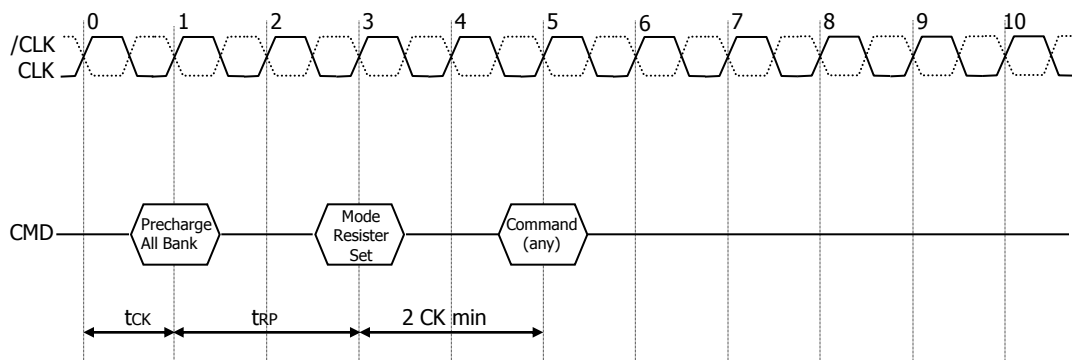 0 1 2 3 4 5 6 7 8 9 10
/CLK
CLK
CMD
Precharge
All Bank
Mode
Resister
Set
Command
(any)
tCK
tRP
2 CK min